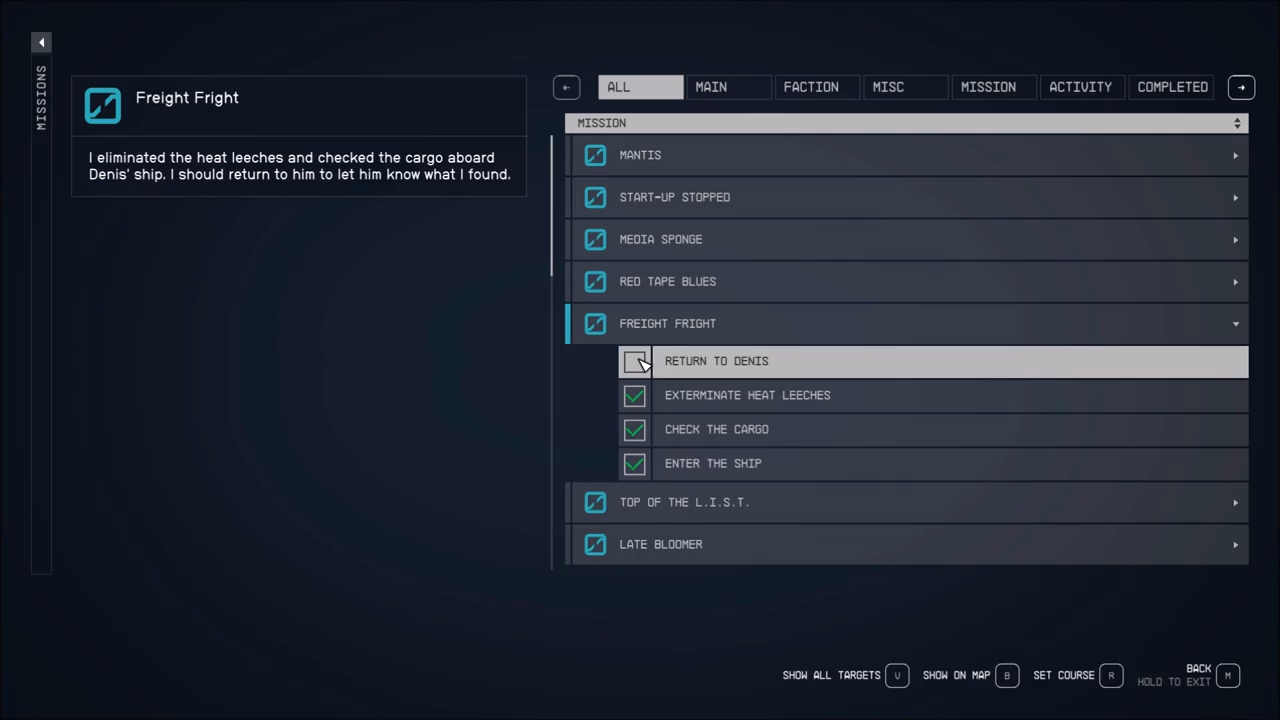 MISSIONS
Freight Fright
I eliminated the heat leeches and checked the cargo aboard
Denis' ship. I should return to him to let him know what I found.
ALL MAIN FACTION MISC MISSION ACTIVITY COMPLETED
MISSION
MANTIS
START-UP STOPPED
MEDIA SPONGE
RED TAPE BLUES
FREIGHT FRIGHT
RETURN TO DENIS
EXTERMINATE HEAT LEECHES
CHECK THE CARGO
ENTER THE SHIP
TOP OF THE L.I.S.T.
LATE BLOOMER
SHOW ALL TARGETS V SHOW ON MAP B SET COURSE R BACK M
HOLD TO EXIT